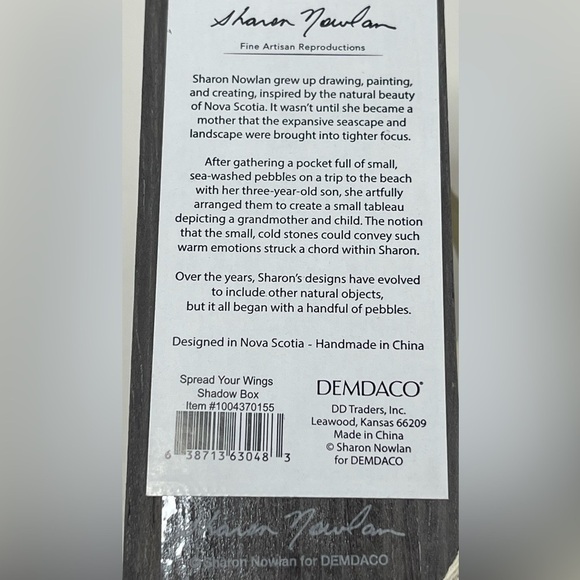 Sharon Nowlan
Fine Artisan Reproductions
Sharon Nowlan grew up drawing, painting,
and creating, inspired by the natural beauty
of Nova Scotia. It wasn't until she became a
mother that the expansive seascape and
landscape were brought into tighter focus.
After gathering a pocket full of small,
sea-washed pebbles on a trip to the beach
with her three-year-old son, she artfully
arranged them to create a small tableau
depicting a grandmother and child. The notion
that the small, cold stones could convey such
warm emotions struck a chord within Sharon.
Over the years, Sharon's designs have evolved
to include other natural objects,
but it all began with a handful of pebbles.
Designed in Nova Scotia - Handmade in China
Spread Your Wings
Shadow Box
Item #1004370155
6 38713 63048 3
DEMDACO®
DD Traders, Inc.
Leawood, Kansas 66209
Made in China
© Sharon Nowlan
for DEMDACO
Sharon Nowlan
© Sharon Nowlan for DEMDACO